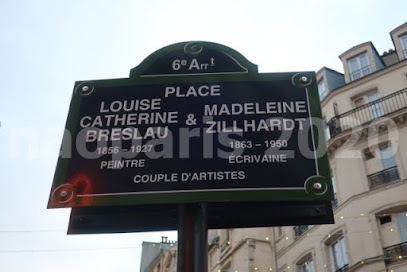 6e Arrt
PLACE
LOUISE CATHERINE BRESLAU & MADELEINE ZILLHARDT
1856 – 1927 1863 – 1950
PEINTRE ÉCRIVAINE
COUPLE D'ARTISTES